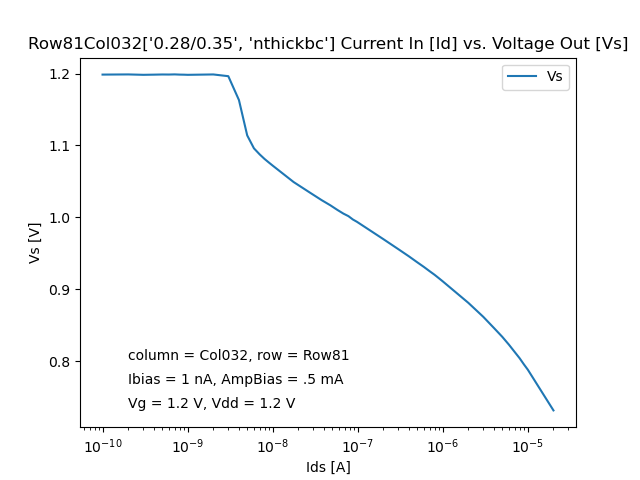 Row81Col032['0.28/0.35', 'nthickbc'] Current In [Id] vs. Voltage Out [Vs]
Vs
1.2
1.1
1.0
0.9
0.8
Vs [V]
column = Col032, row = Row81
Ibias = 1 nA, AmpBias = .5 mA
Vg = 1.2 V, Vdd = 1.2 V
10⁻¹⁰ 10⁻⁹ 10⁻⁸ 10⁻⁷ 10⁻⁶ 10⁻⁵
Ids [A]